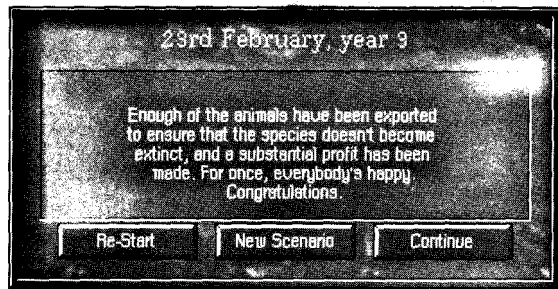 23rd February, year 9
Enough of the animals have been exported
to ensure that the species doesn't become
extinct, and a substantial profit has been
made. For once, everybody's happy.
Congratulations.
Re-Start
New Scenario
Continue